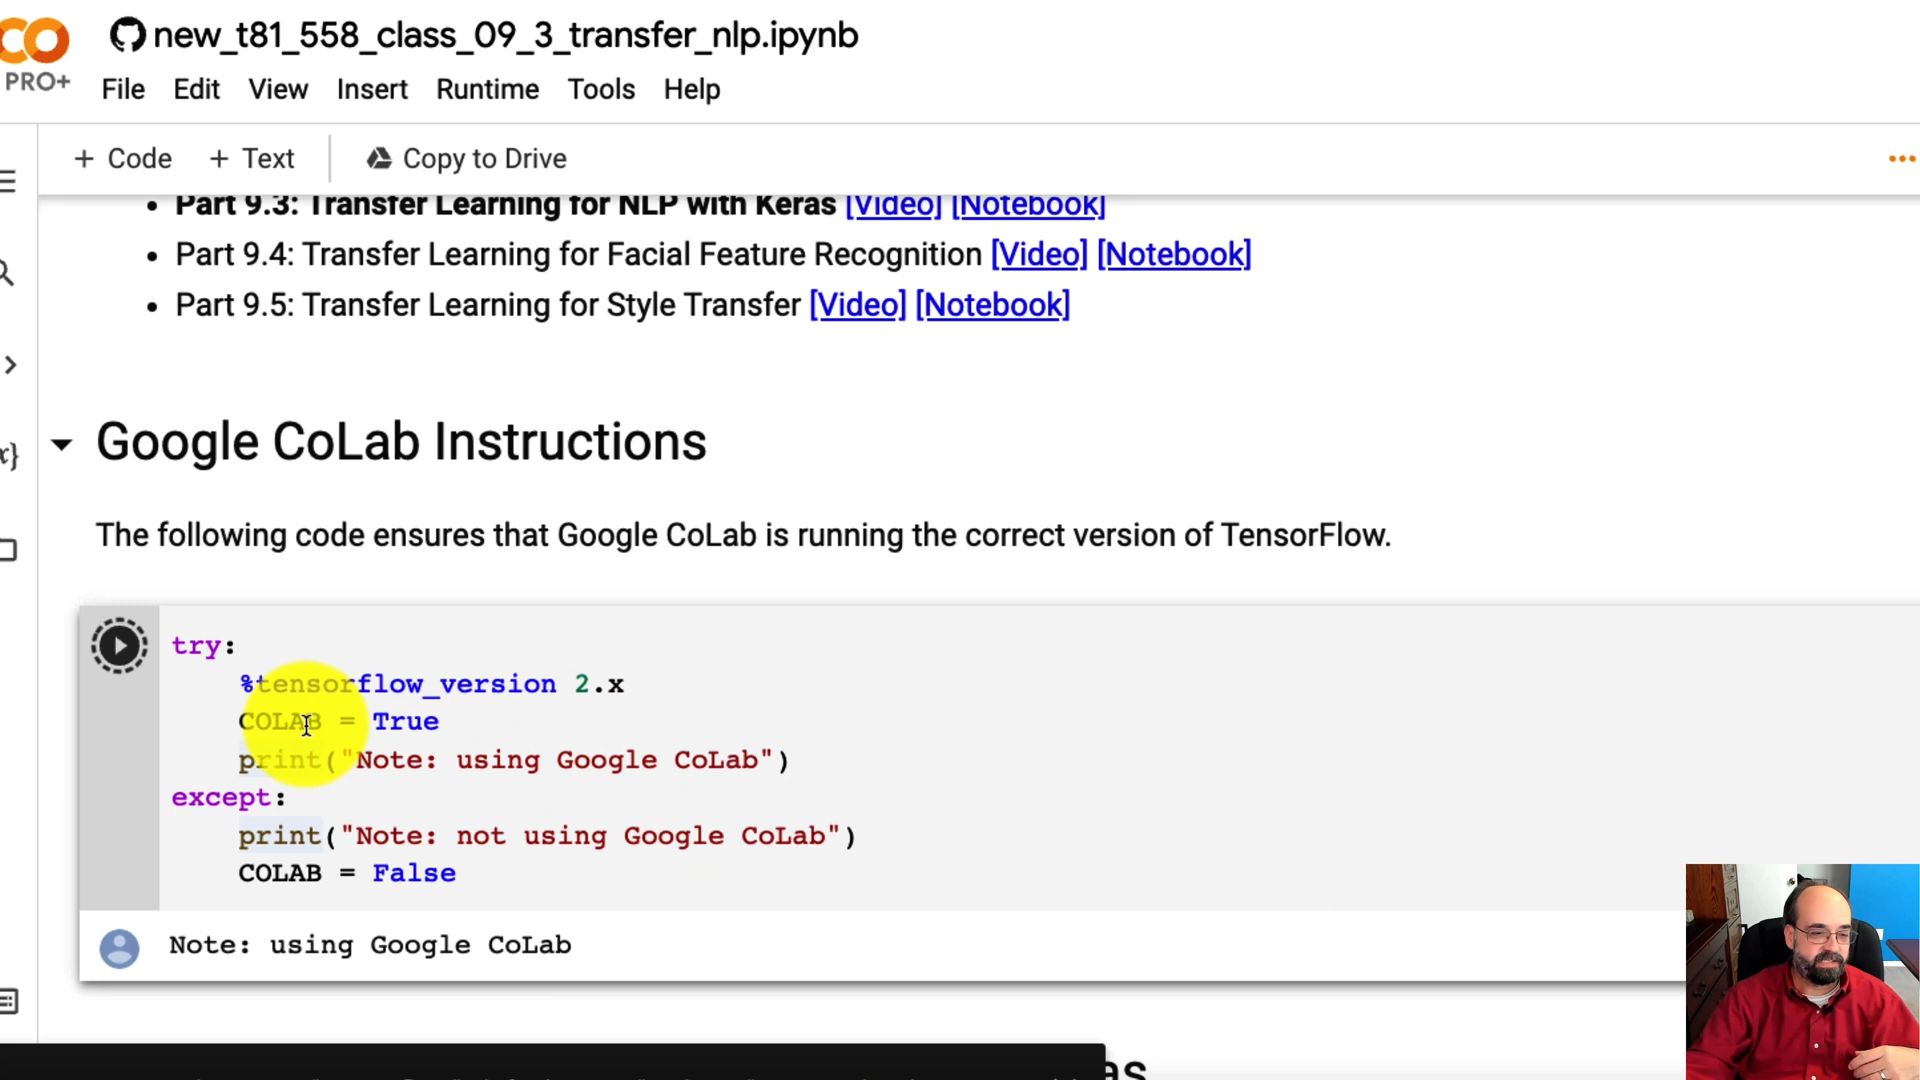 new_t81_558_class_09_3_transfer_nlp.ipynb
PRO+
File Edit View Insert Runtime Tools Help
+ Code + Text Copy to Drive
• Part 9.3: Transfer Learning for NLP with Keras [Video] [Notebook]
• Part 9.4: Transfer Learning for Facial Feature Recognition [Video] [Notebook]
• Part 9.5: Transfer Learning for Style Transfer [Video] [Notebook]
Google CoLab Instructions
The following code ensures that Google CoLab is running the correct version of TensorFlow.
try:
%tensorflow_version 2.x
COLAB = True
print("Note: using Google CoLab")
except:
print("Note: not using Google CoLab")
COLAB = False
Note: using Google CoLab